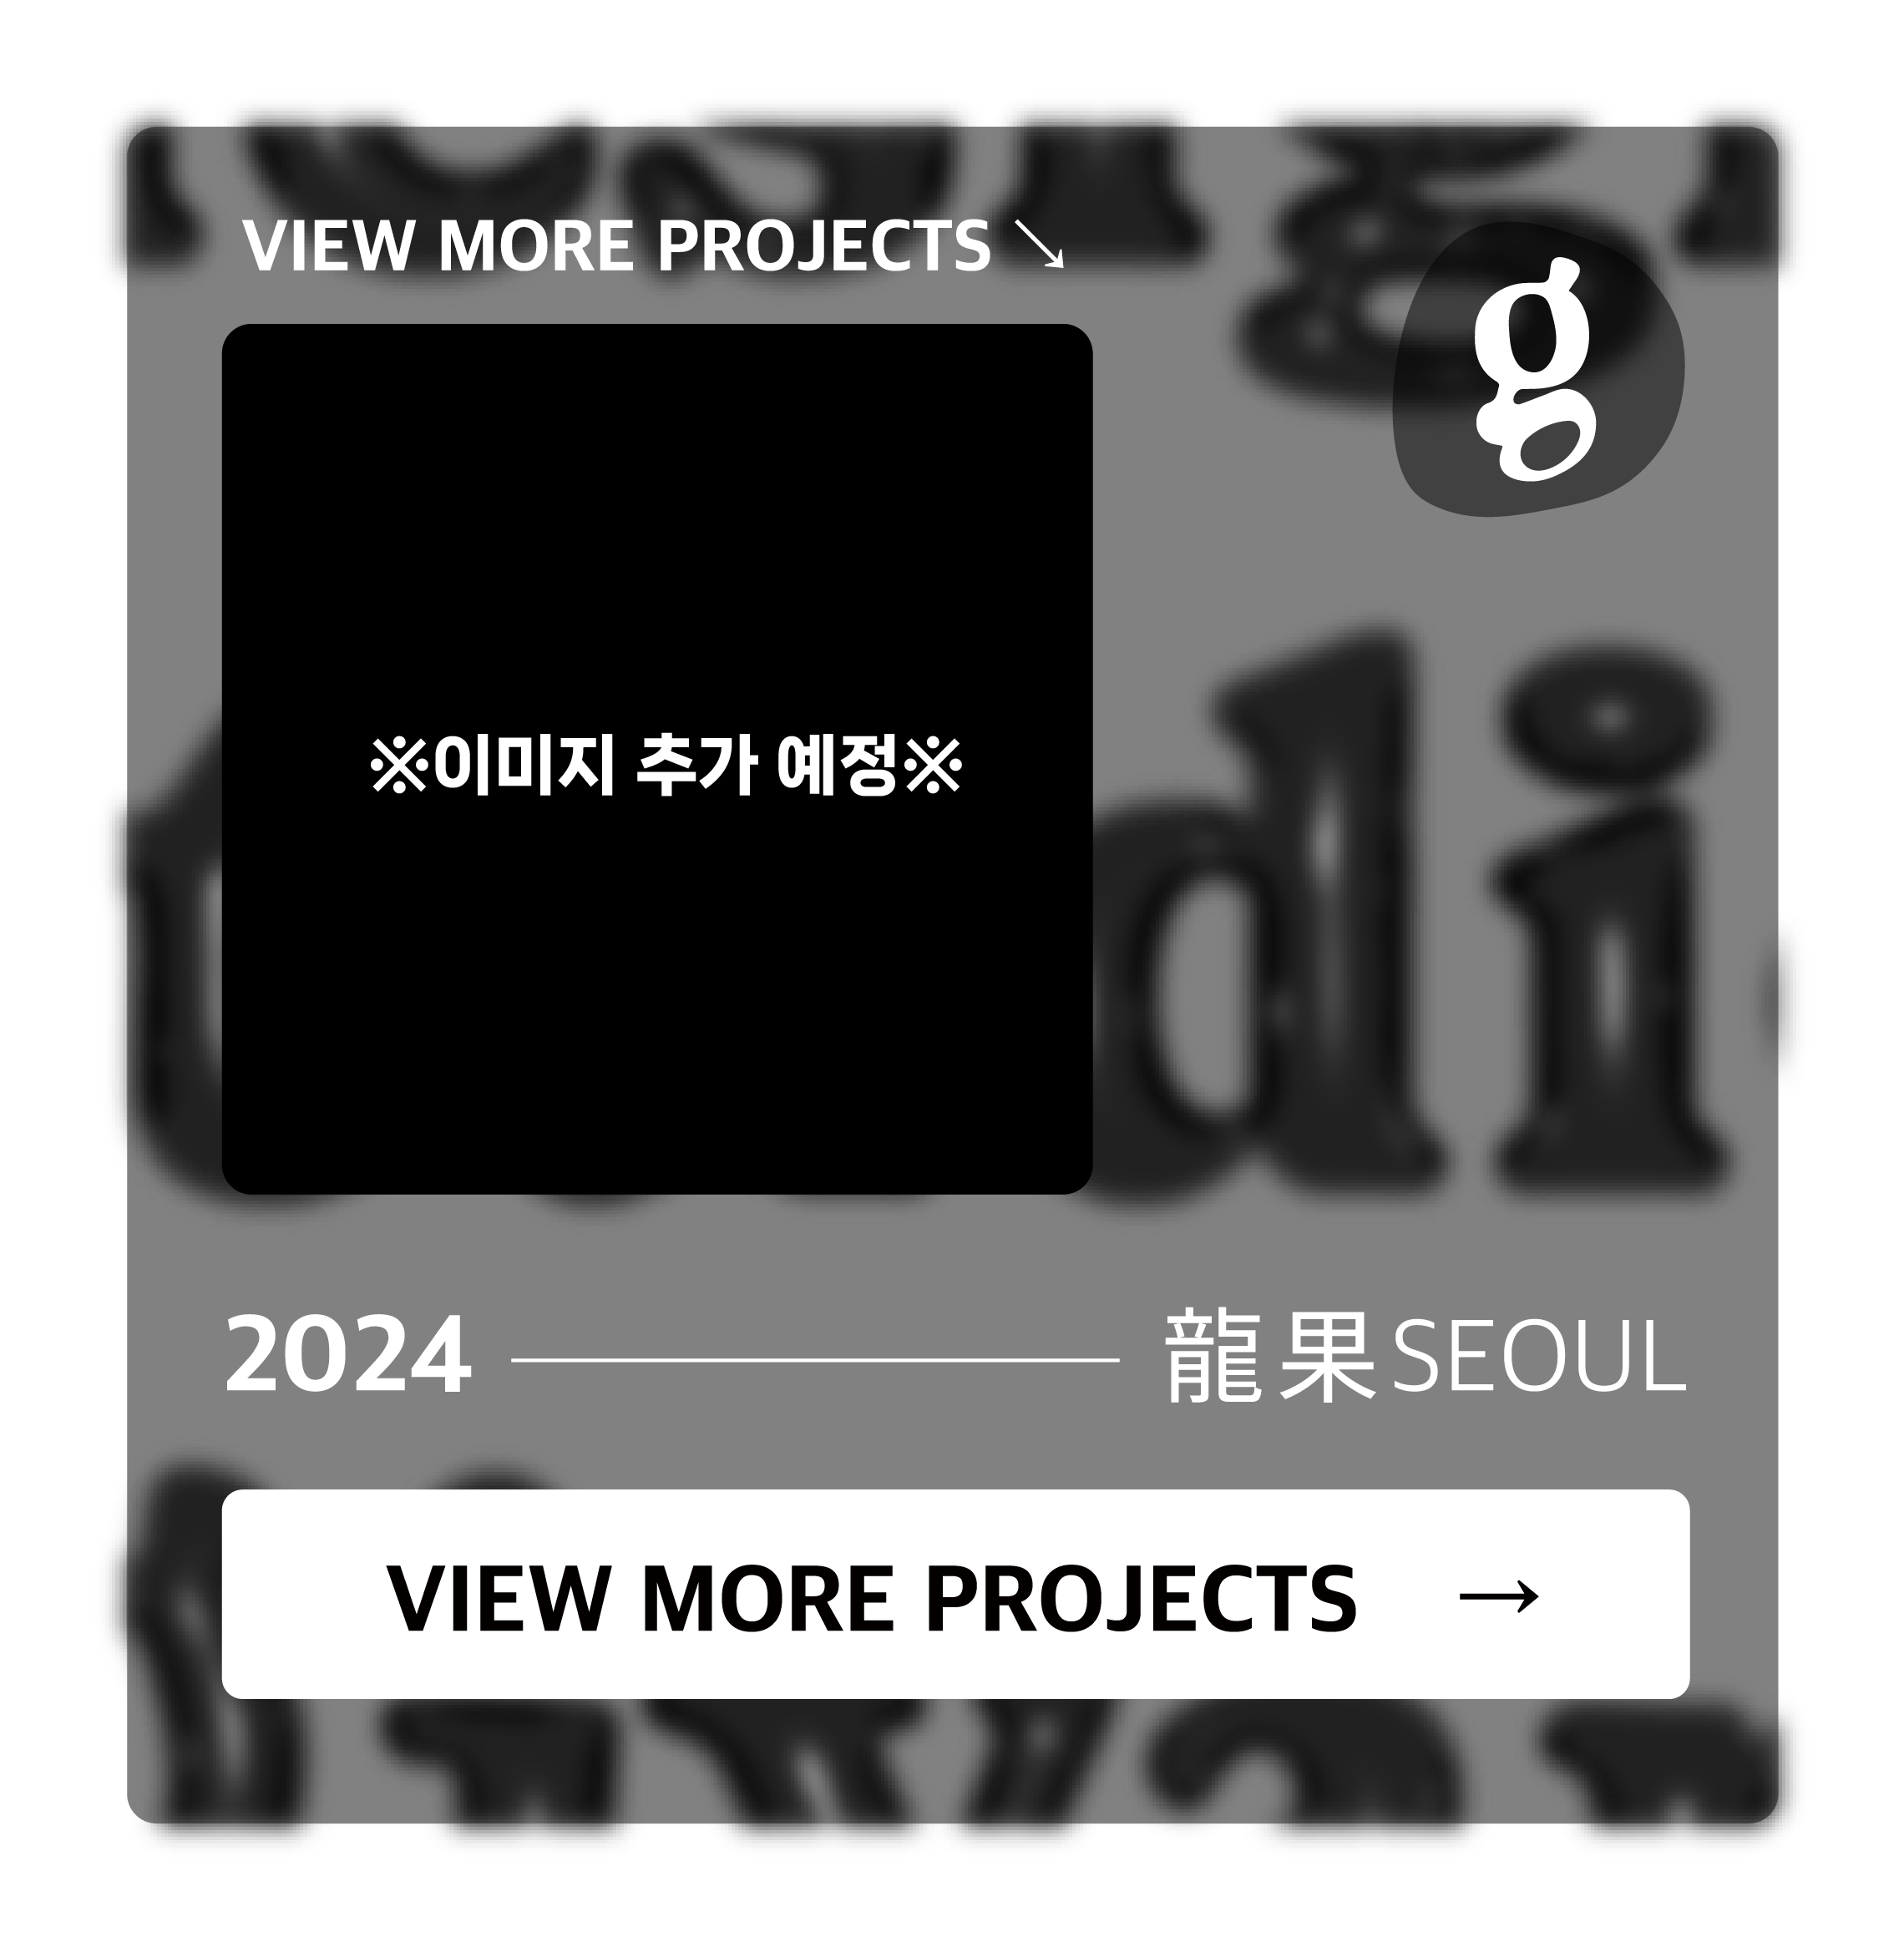 VIEW MORE PROJECTS↘
g
※이미지 추가 예정※
di
2024 龍果SEOUL
VIEW MORE PROJECTS →